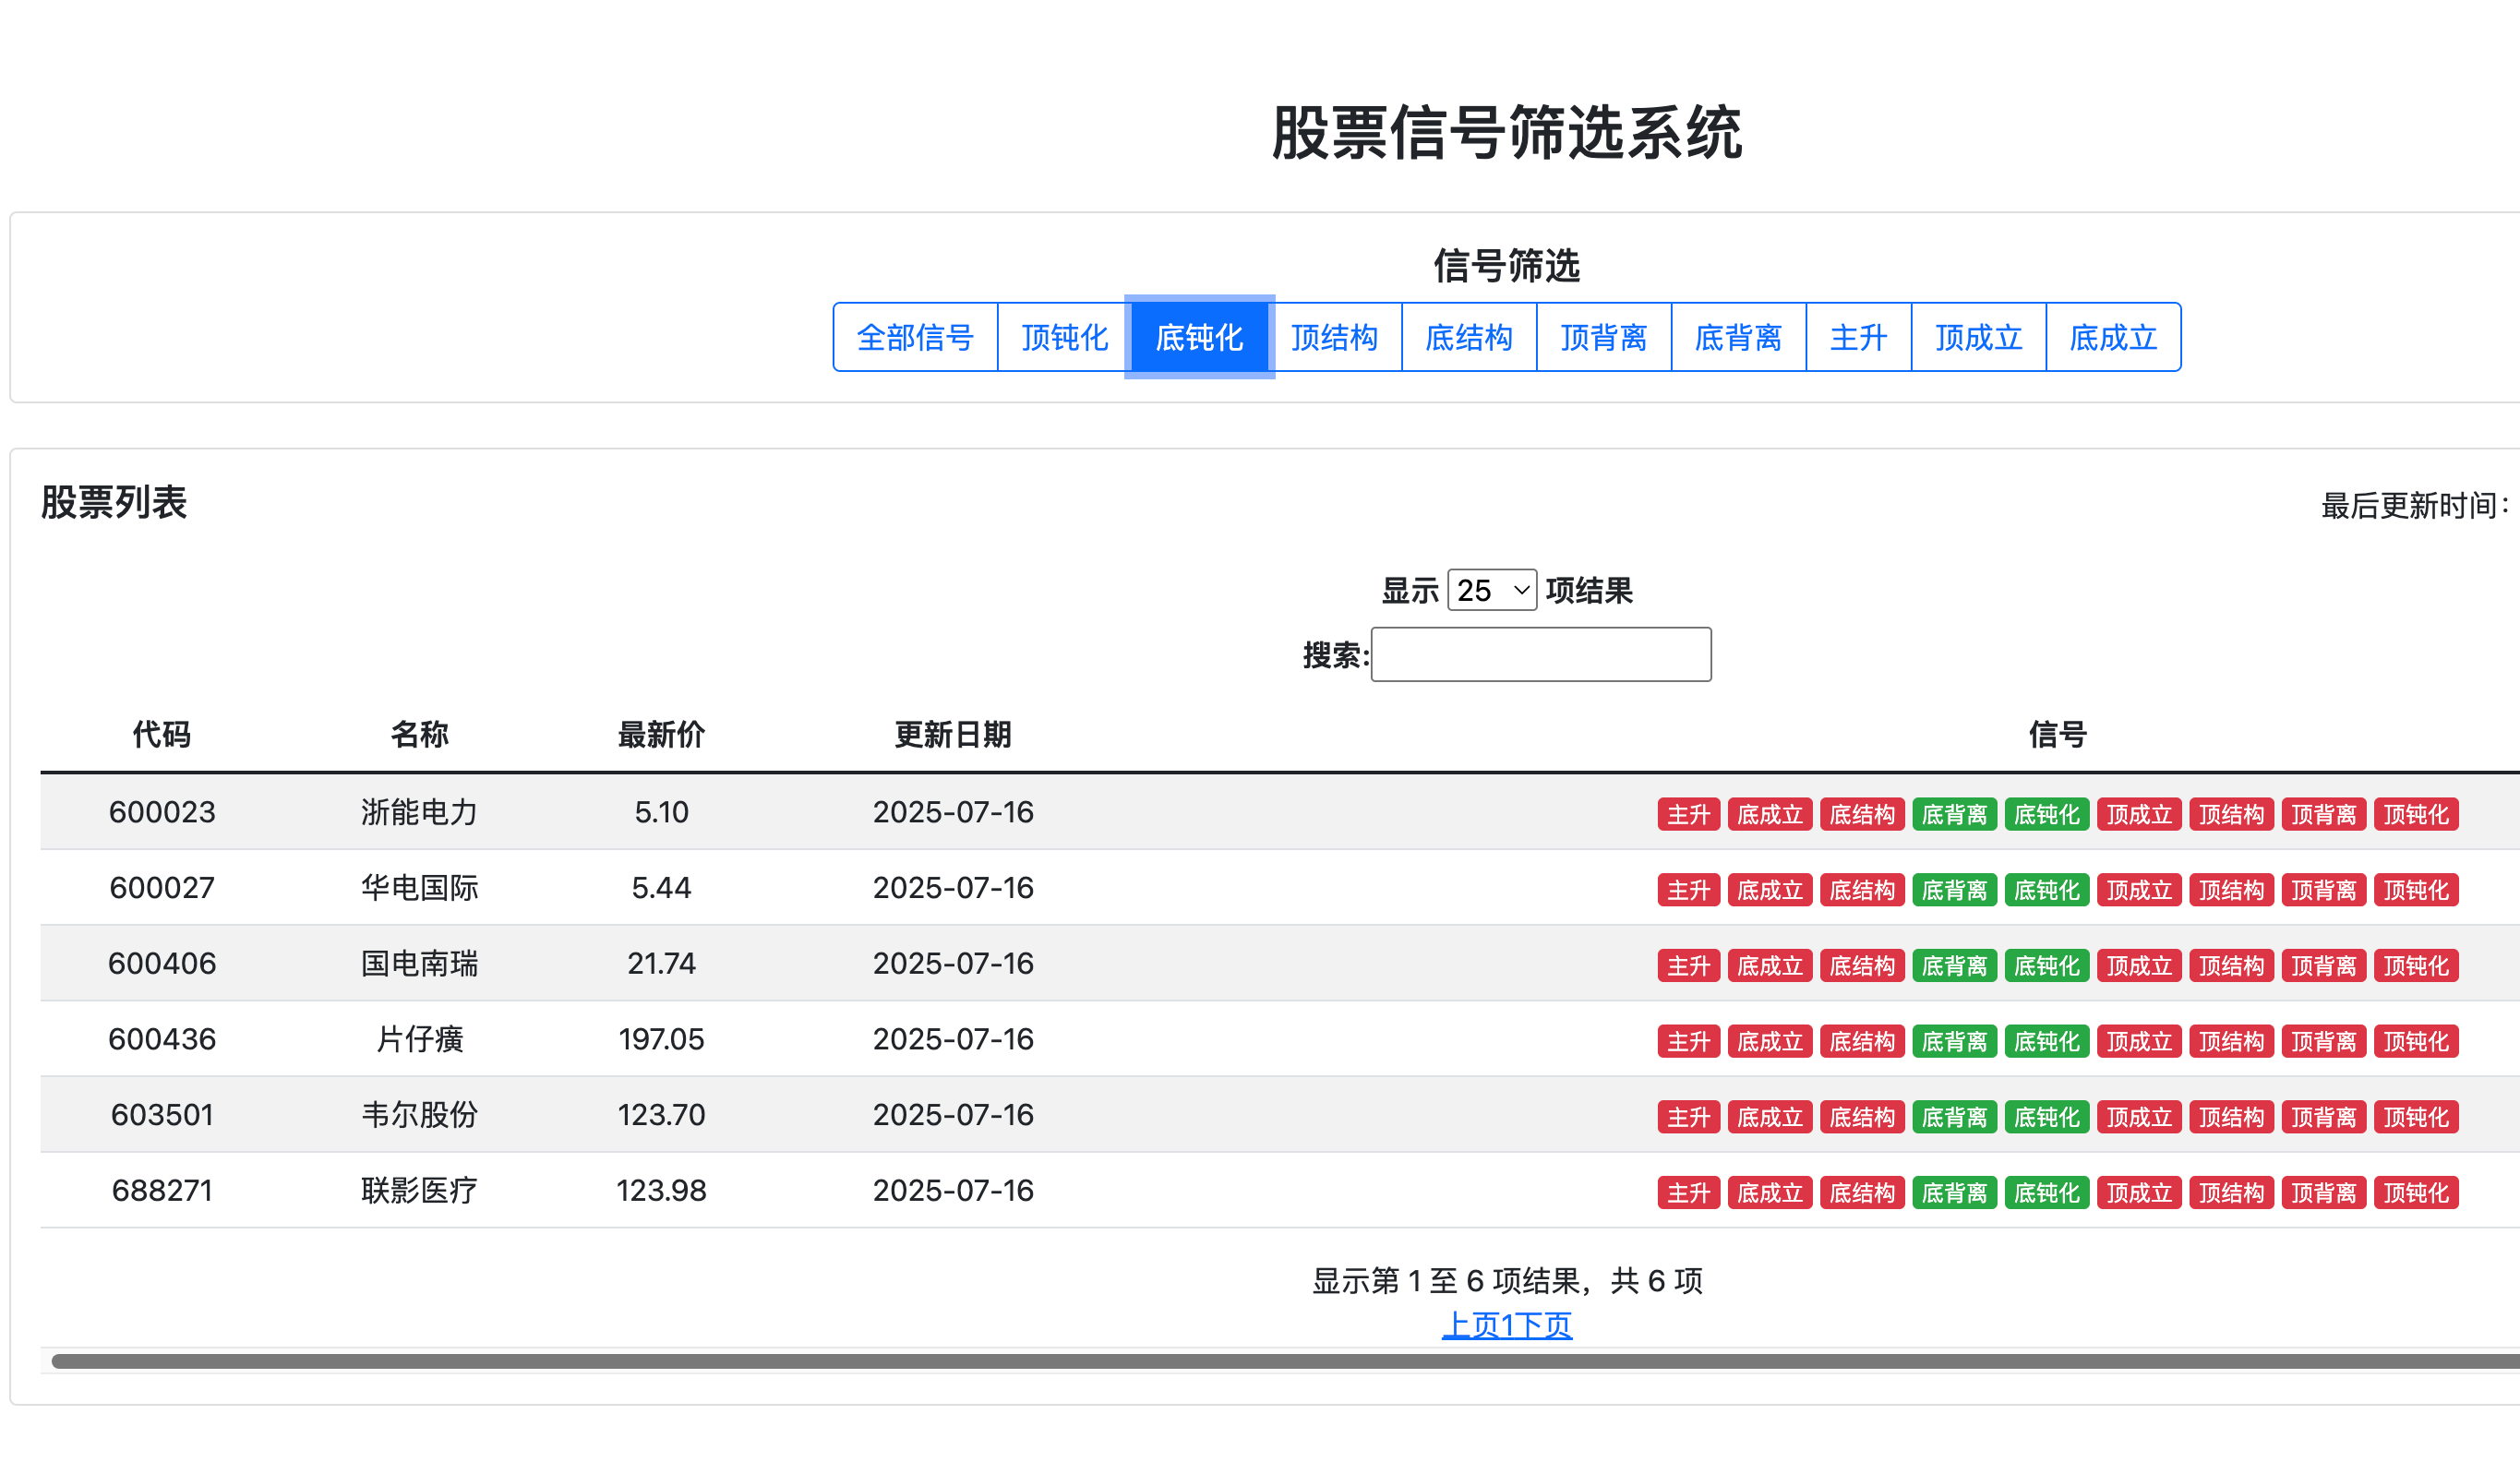 股票信号筛选系统
信号筛选
全部信号 顶钝化 底钝化 顶结构 底结构 顶背离 底背离 主升 顶成立 底成立
股票列表
最后更新时间：
显示 25 项结果
搜索:
代码 名称 最新价 更新日期 信号
600023 浙能电力 5.10 2025-07-16 主升 底成立 底结构 底背离 底钝化 顶成立 顶结构 顶背离 顶钝化
600027 华电国际 5.44 2025-07-16 主升 底成立 底结构 底背离 底钝化 顶成立 顶结构 顶背离 顶钝化
600406 国电南瑞 21.74 2025-07-16 主升 底成立 底结构 底背离 底钝化 顶成立 顶结构 顶背离 顶钝化
600436 片仔癀 197.05 2025-07-16 主升 底成立 底结构 底背离 底钝化 顶成立 顶结构 顶背离 顶钝化
603501 韦尔股份 123.70 2025-07-16 主升 底成立 底结构 底背离 底钝化 顶成立 顶结构 顶背离 顶钝化
688271 联影医疗 123.98 2025-07-16 主升 底成立 底结构 底背离 底钝化 顶成立 顶结构 顶背离 顶钝化
显示第 1 至 6 项结果，共 6 项
上页1下页